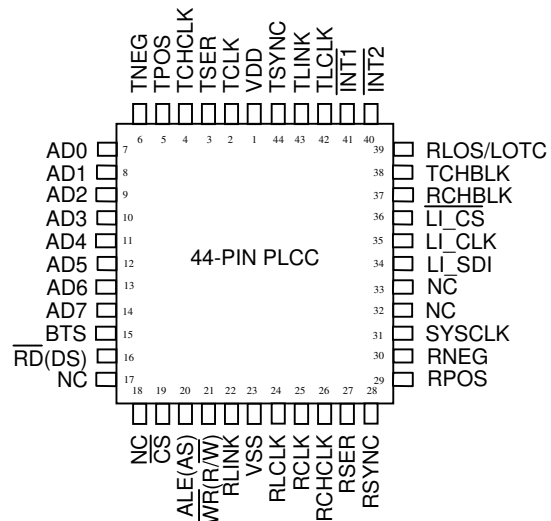 TNEG
TPOS
TCHCLK
TSER
TCLK
VDD
TSYNC
TLINK
TLCLK
INT1
INT2
6 5 4 3 2 1 44 43 42 41 40
AD0 7
AD1 8
AD2 9
AD3 10
AD4 11
AD5 12
AD6 13
AD7 14
BTS 15
RD(DS) 16
NC 17
44-PIN PLCC
39 RLOS/LOTC
38 TCHBLK
37 RCHBLK
36 LI_CS
35 LI_CLK
34 LI_SDI
33 NC
32 NC
31 SYSCLK
30 RNEG
29 RPOS
18 19 20 21 22 23 24 25 26 27 28
NC
CS
ALE(AS)
WR(R/W)
RLINK
VSS
RLCLK
RCLK
RCHCLK
RSER
RSYNC